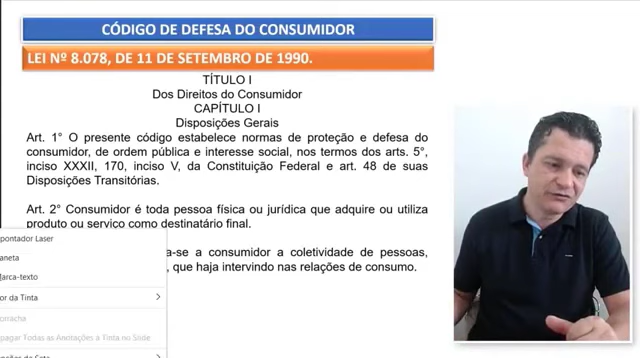 CÓDIGO DE DEFESA DO CONSUMIDOR
LEI Nº 8.078, DE 11 DE SETEMBRO DE 1990.
TÍTULO I
Dos Direitos do Consumidor
CAPÍTULO I
Disposições Gerais
Art. 1° O presente código estabelece normas de proteção e defesa do
consumidor, de ordem pública e interesse social, nos termos dos arts. 5°,
inciso XXXII, 170, inciso V, da Constituição Federal e art. 48 de suas
Disposições Transitórias.
Art. 2° Consumidor é toda pessoa física ou jurídica que adquire ou utiliza
produto ou serviço como destinatário final.
a-se a consumidor a coletividade de pessoas,
, que haja intervindo nas relações de consumo.
pontador Laser
aneta
Marca-texto
or da Tinta
orracha
pagar Todas as Anotações à Tinta no Slide